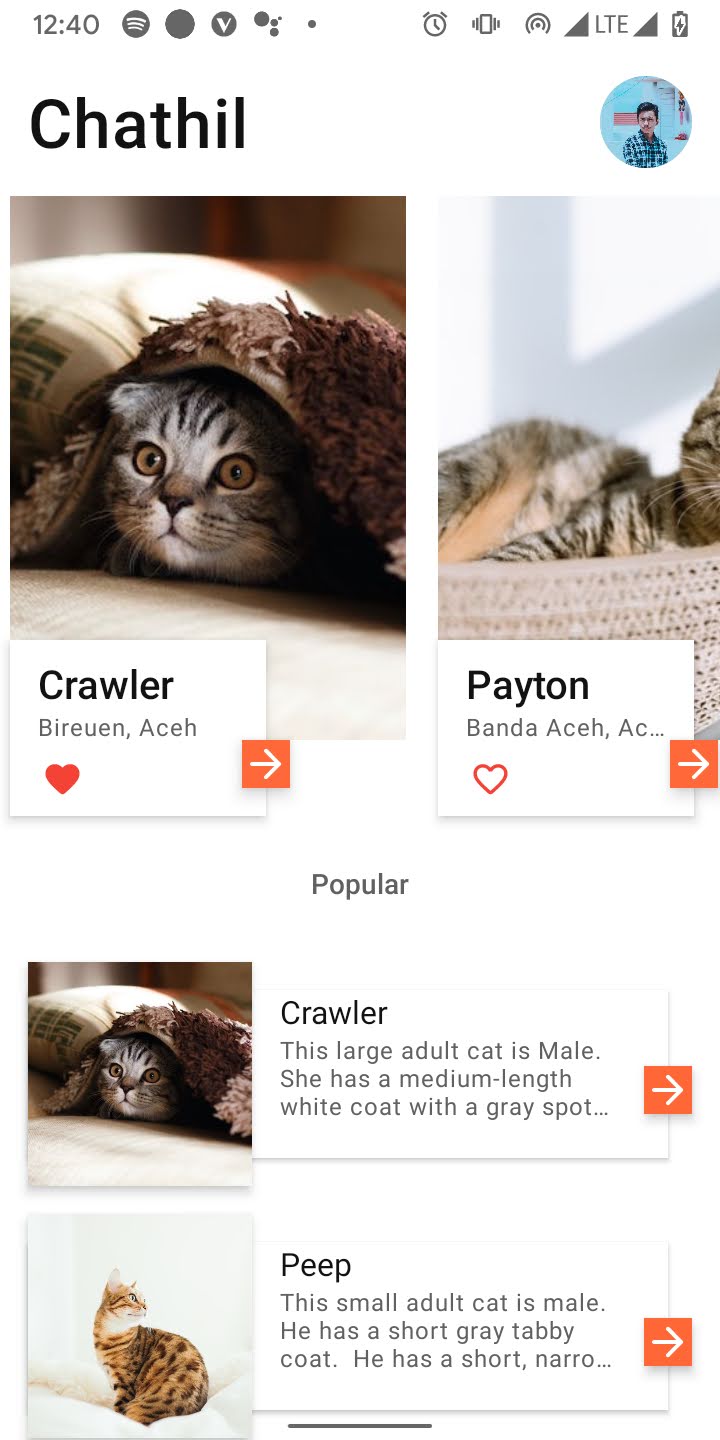 12:40
LTE
Chathil
Crawler
Bireuen, Aceh
Payton
Banda Aceh, Ac…
Popular
Crawler
This large adult cat is Male.
She has a medium-length
white coat with a gray spot…
Peep
This small adult cat is male.
He has a short gray tabby
coat.  He has a short, narro…